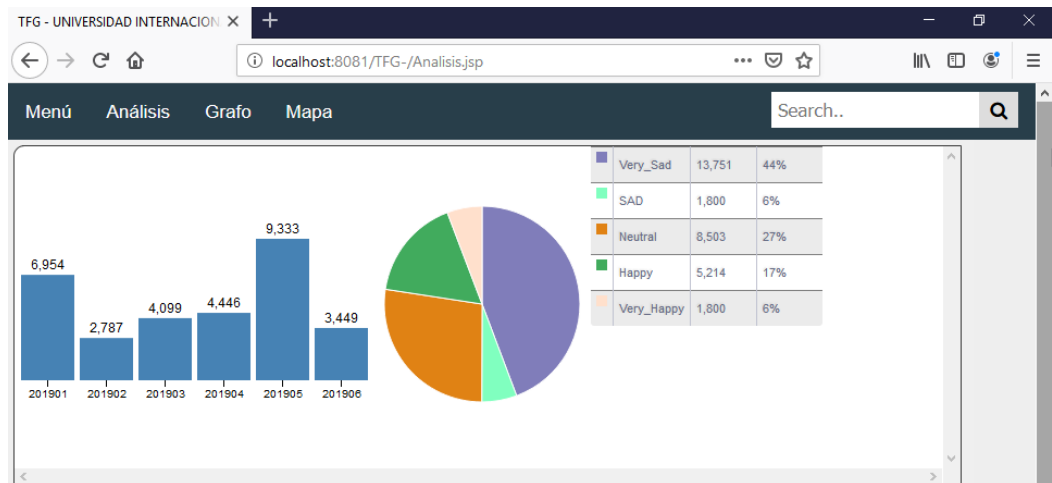 TFG - UNIVERSIDAD INTERNACION
localhost:8081/TFG-/Analisis.jsp
Menú Análisis Grafo Mapa Search..
6,954 2,787 4,099 4,446 9,333 3,449
201901 201902 201903 201904 201905 201906
Very_Sad 13,751 44%
SAD 1,800 6%
Neutral 8,503 27%
Happy 5,214 17%
Very_Happy 1,800 6%